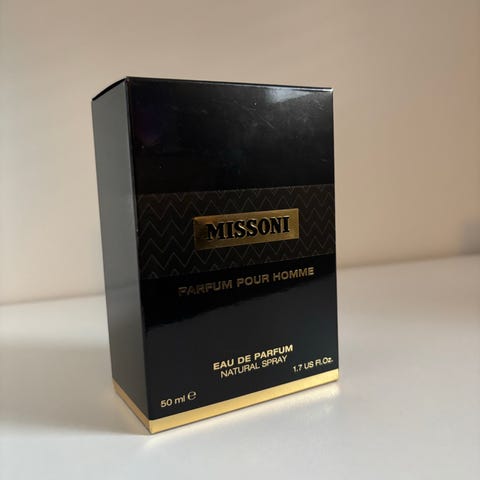 MISSONI
PARFUM POUR HOMME
EAU DE PARFUM
NATURAL SPRAY
50 ml ℮
1.7 US Fl.Oz.